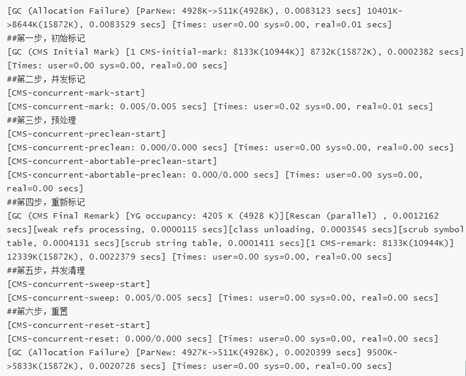 [GC (Allocation Failure) [ParNew: 4928K->511K(4928K), 0.0083123 secs] 10401K-
>8644K(15872K), 0.0083529 secs] [Times: user=0.00 sys=0.00, real=0.01 secs]
##第一步，初始标记
[GC (CMS Initial Mark) [1 CMS-initial-mark: 8133K(10944K)] 8732K(15872K), 0.0002382 secs]
[Times: user=0.00 sys=0.00, real=0.00 secs]
##第二步，并发标记
[CMS-concurrent-mark-start]
[CMS-concurrent-mark: 0.005/0.005 secs] [Times: user=0.02 sys=0.00, real=0.01 secs]
##第三步，预处理
[CMS-concurrent-preclean-start]
[CMS-concurrent-preclean: 0.000/0.000 secs] [Times: user=0.00 sys=0.00, real=0.00 secs]
[CMS-concurrent-abortable-preclean-start]
[CMS-concurrent-abortable-preclean: 0.000/0.000 secs] [Times: user=0.00 sys=0.00,
real=0.00 secs]
##第四步，重新标记
[GC (CMS Final Remark) [YG occupancy: 4205 K (4928 K)][Rescan (parallel) , 0.0012162
secs][weak refs processing, 0.0000115 secs][class unloading, 0.0003545 secs][scrub symbol
table, 0.0004131 secs][scrub string table, 0.0001411 secs][1 CMS-remark: 8133K(10944K)]
12339K(15872K), 0.0022379 secs] [Times: user=0.00 sys=0.00, real=0.00 secs]
##第五步，并发清理
[CMS-concurrent-sweep-start]
[CMS-concurrent-sweep: 0.005/0.005 secs] [Times: user=0.00 sys=0.00, real=0.00 secs]
##第六步，重置
[CMS-concurrent-reset-start]
[CMS-concurrent-reset: 0.000/0.000 secs] [Times: user=0.00 sys=0.00, real=0.00 secs]
[GC (Allocation Failure) [ParNew: 4927K->511K(4928K), 0.0020399 secs] 9500K-
>5833K(15872K), 0.0020728 secs] [Times: user=0.00 sys=0.00, real=0.00 secs]